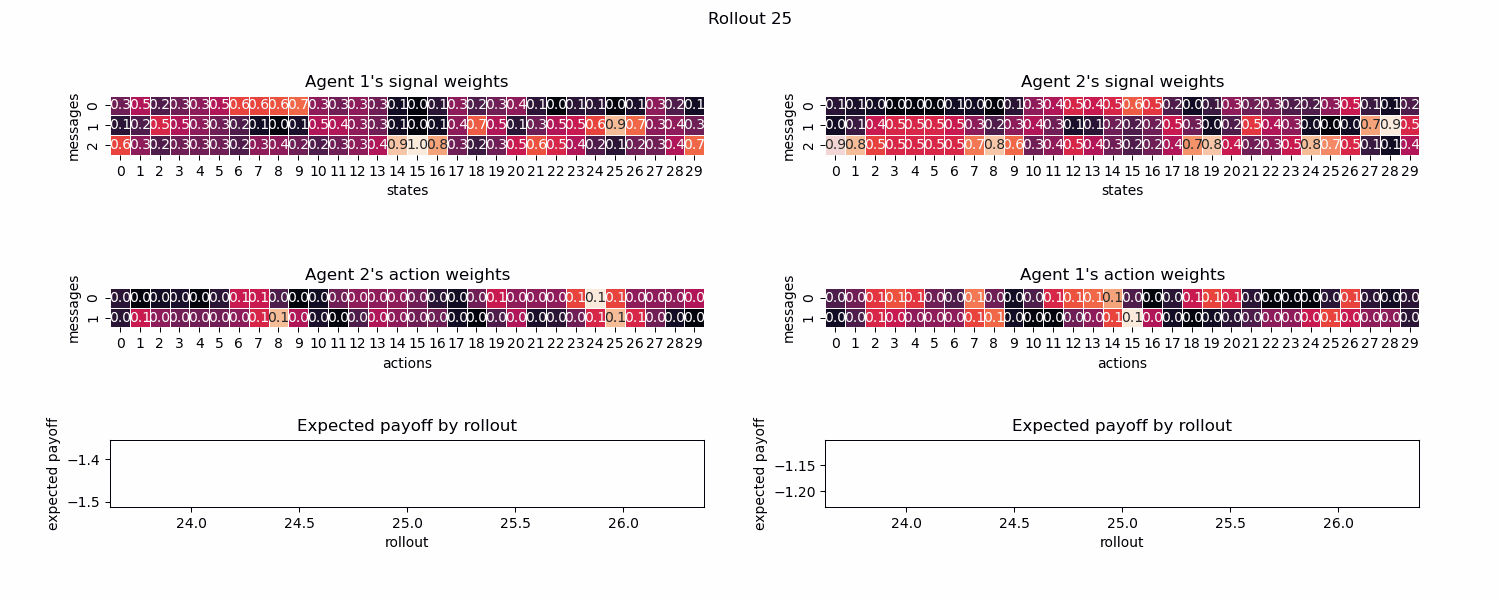 Rollout 25
Agent 1's signal weights
messages
0 0.3 0.5 0.2 0.3 0.3 0.5 0.6 0.6 0.6 0.7 0.3 0.3 0.3 0.3 0.1 0.0 0.1 0.3 0.2 0.3 0.4 0.1 0.0 0.1 0.1 0.0 0.1 0.3 0.2 0.1
1 0.1 0.2 0.5 0.5 0.3 0.3 0.2 0.1 0.0 0.1 0.5 0.4 0.3 0.3 0.1 0.0 0.1 0.4 0.7 0.5 0.1 0.3 0.5 0.5 0.6 0.9 0.7 0.3 0.4 0.3
2 0.6 0.3 0.2 0.3 0.3 0.3 0.2 0.3 0.4 0.2 0.2 0.3 0.3 0.4 0.9 1.0 0.8 0.3 0.2 0.3 0.5 0.6 0.5 0.4 0.2 0.1 0.2 0.3 0.4 0.7
0 1 2 3 4 5 6 7 8 9 10 11 12 13 14 15 16 17 18 19 20 21 22 23 24 25 26 27 28 29
states
Agent 2's signal weights
messages
0 0.1 0.1 0.0 0.0 0.0 0.0 0.1 0.0 0.0 0.1 0.3 0.4 0.5 0.4 0.5 0.6 0.5 0.2 0.0 0.1 0.3 0.2 0.3 0.2 0.2 0.3 0.5 0.1 0.1 0.2
1 0.0 0.1 0.4 0.5 0.5 0.5 0.5 0.3 0.2 0.3 0.4 0.3 0.1 0.1 0.2 0.2 0.2 0.4 0.3 0.0 0.2 0.5 0.4 0.3 0.0 0.0 0.0 0.7 0.9 0.5
2 0.9 0.8 0.5 0.5 0.5 0.5 0.5 0.7 0.8 0.6 0.3 0.4 0.5 0.4 0.3 0.2 0.2 0.4 0.7 0.8 0.4 0.2 0.3 0.5 0.8 0.7 0.5 0.1 0.1 0.4
0 1 2 3 4 5 6 7 8 9 10 11 12 13 14 15 16 17 18 19 20 21 22 23 24 25 26 27 28 29
states
Agent 2's action weights
messages
0 0.0 0.0 0.0 0.0 0.0 0.0 0.1 0.1 0.0 0.0 0.0 0.0 0.0 0.0 0.0 0.0 0.0 0.0 0.0 0.1 0.0 0.0 0.0 0.1 0.1 0.1 0.0 0.0 0.0 0.0
1 0.0 0.1 0.0 0.0 0.0 0.0 0.0 0.1 0.1 0.0 0.0 0.0 0.0 0.0 0.0 0.0 0.0 0.0 0.0 0.0 0.0 0.0 0.0 0.0 0.1 0.1 0.1 0.0 0.0 0.0
0 1 2 3 4 5 6 7 8 9 10 11 12 13 14 15 16 17 18 19 20 21 22 23 24 25 26 27 28 29
actions
Agent 1's action weights
messages
0 0.0 0.0 0.1 0.1 0.1 0.0 0.0 0.1 0.0 0.0 0.0 0.1 0.1 0.1 0.1 0.0 0.0 0.0 0.1 0.1 0.1 0.0 0.0 0.0 0.0 0.0 0.1 0.0 0.0 0.0
1 0.0 0.0 0.1 0.0 0.0 0.0 0.0 0.1 0.1 0.0 0.0 0.0 0.0 0.0 0.1 0.1 0.1 0.0 0.0 0.0 0.0 0.0 0.0 0.0 0.0 0.1 0.0 0.0 0.0 0.0
0 1 2 3 4 5 6 7 8 9 10 11 12 13 14 15 16 17 18 19 20 21 22 23 24 25 26 27 28 29
actions
Expected payoff by rollout
expected payoff
−1.4
−1.5
24.0 24.5 25.0 25.5 26.0
rollout
Expected payoff by rollout
expected payoff
−1.15
−1.20
24.0 24.5 25.0 25.5 26.0
rollout